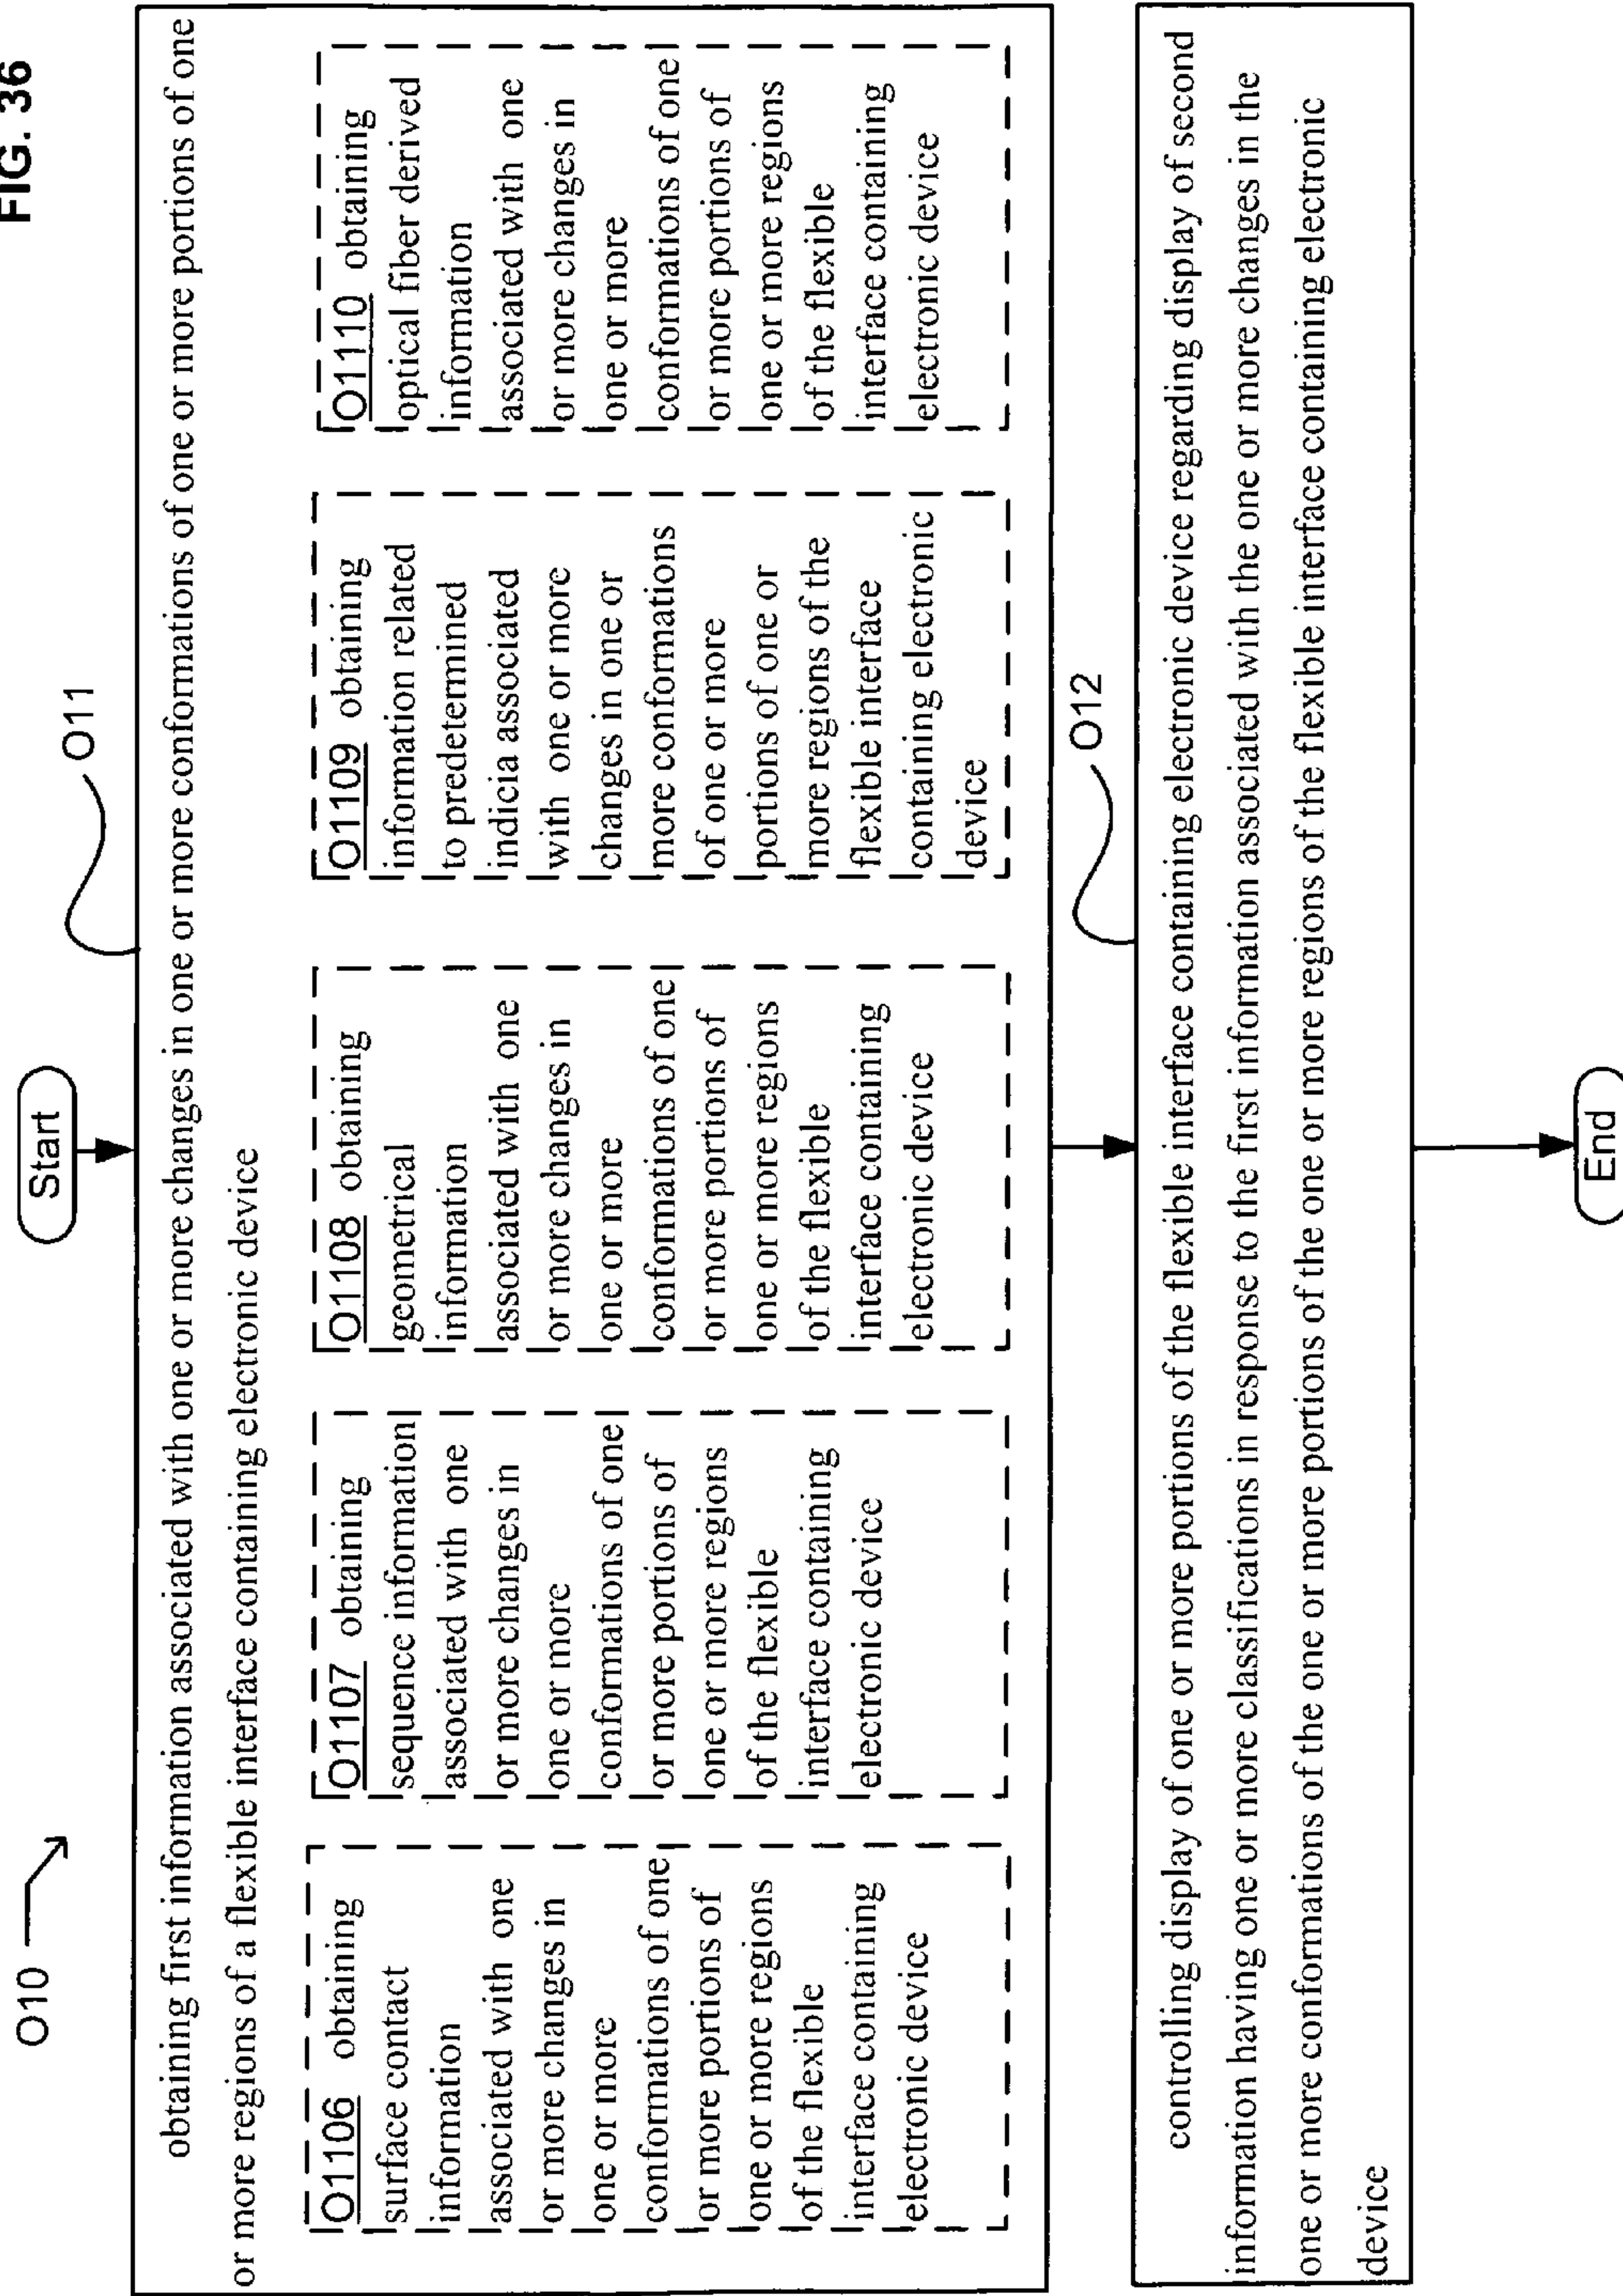 FIG. 36
O10
Start
O11
obtaining first information associated with one or more changes in one or more conformations of one or more portions of one
or more regions of a flexible interface containing electronic device
O1106 obtaining
surface contact
information
associated with one
or more changes in
one or more
conformations of one
or more portions of
one or more regions
of the flexible
interface containing
electronic device
O1107 obtaining
sequence information
associated with one
or more changes in
one or more
conformations of one
or more portions of
one or more regions
of the flexible
interface containing
electronic device
O1108 obtaining
geometrical
information
associated with one
or more changes in
one or more
conformations of one
or more portions of
one or more regions
of the flexible
interface containing
electronic device
O1109 obtaining
information related
to predetermined
indicia associated
with one or more
changes in one or
more conformations
of one or more
portions of one or
more regions of the
flexible interface
containing electronic
device
O1110 obtaining
optical fiber derived
information
associated with one
or more changes in
one or more
conformations of one
or more portions of
one or more regions
of the flexible
interface containing
electronic device
O12
controlling display of one or more portions of the flexible interface containing electronic device regarding display of second
information having one or more classifications in response to the first information associated with the one or more changes in the
one or more conformations of the one or more portions of the one or more regions of the flexible interface containing electronic
device
End